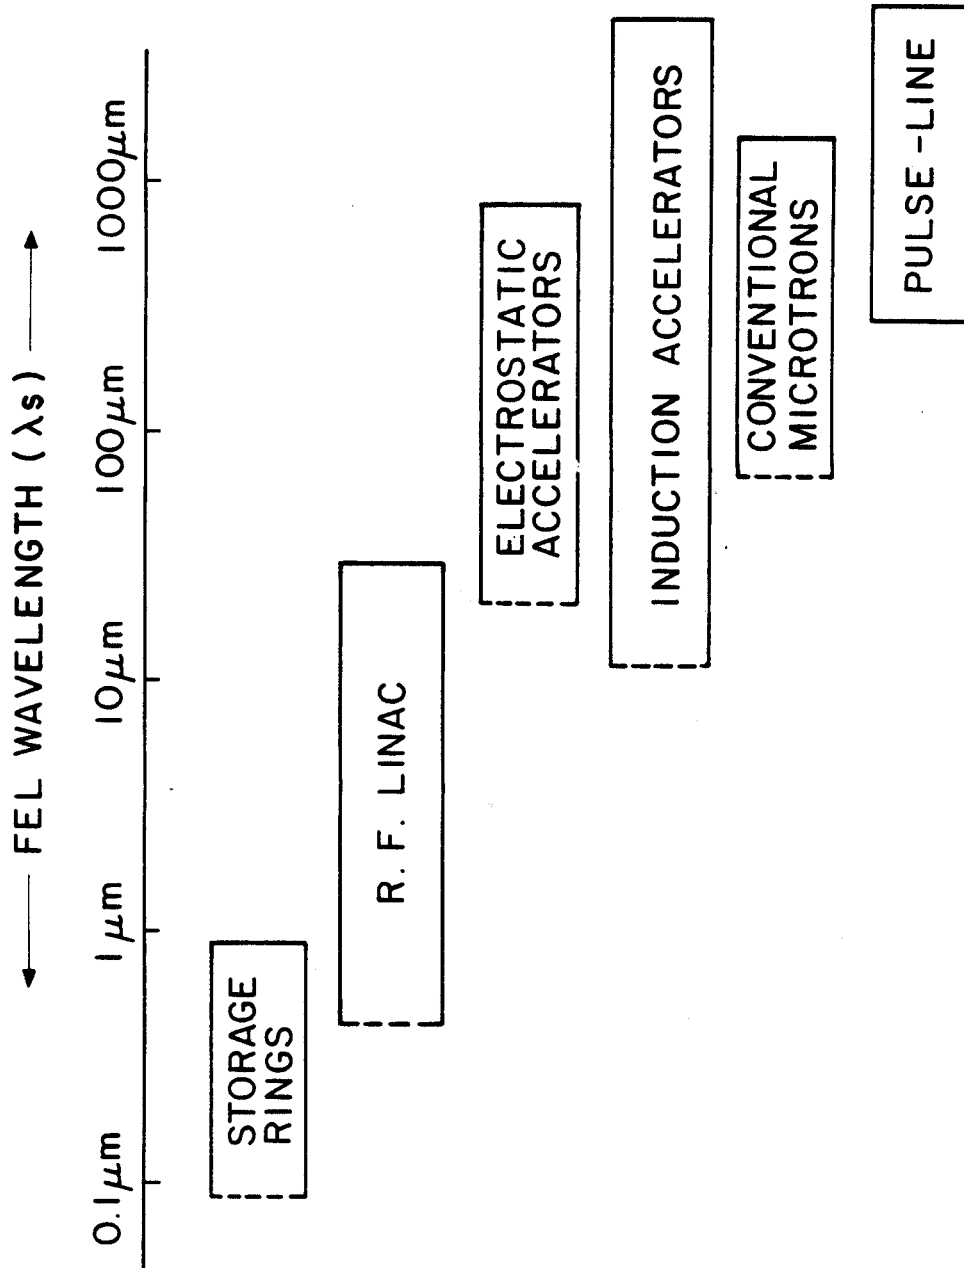 FEL WAVELENGTH (λs)
0.1μm
1μm
10μm
100μm
1000μm
STORAGE
RINGS
R. F. LINAC
ELECTROSTATIC
ACCELERATORS
INDUCTION ACCELERATORS
CONVENTIONAL
MICROTRONS
PULSE-LINE